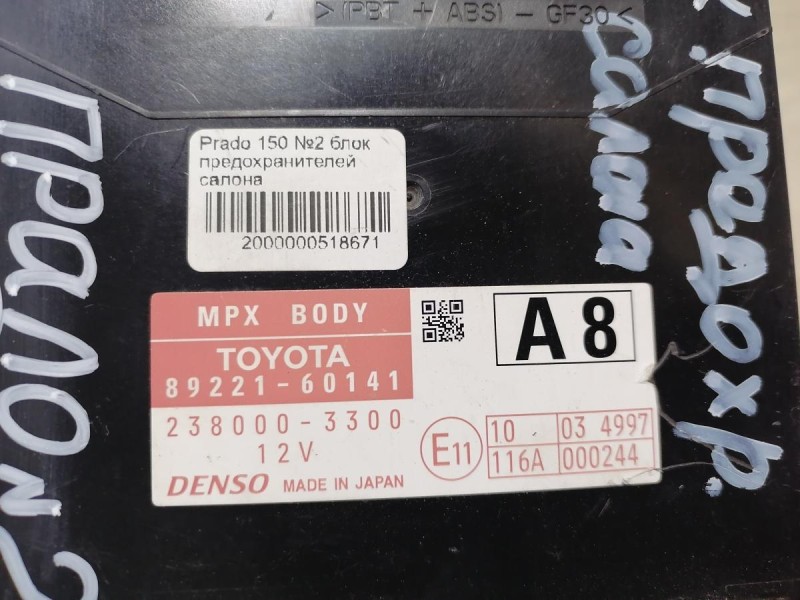 >(PBT + ABS)-GF30<
Prado 150 №2 блок
предохранителей
салона
2000000518671
MPX BODY
TOYOTA
89221-60141
238000-3300
12V
DENSO MADE IN JAPAN
A8
E11
10 03 4997
116A 000244
предохр.
салона